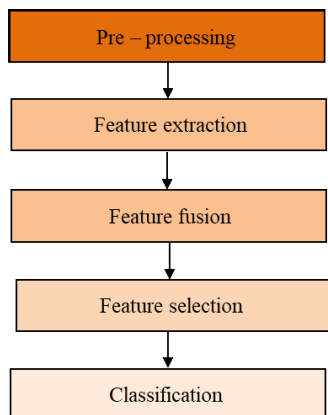 Pre – processing
Feature extraction
Feature fusion
Feature selection
Classification